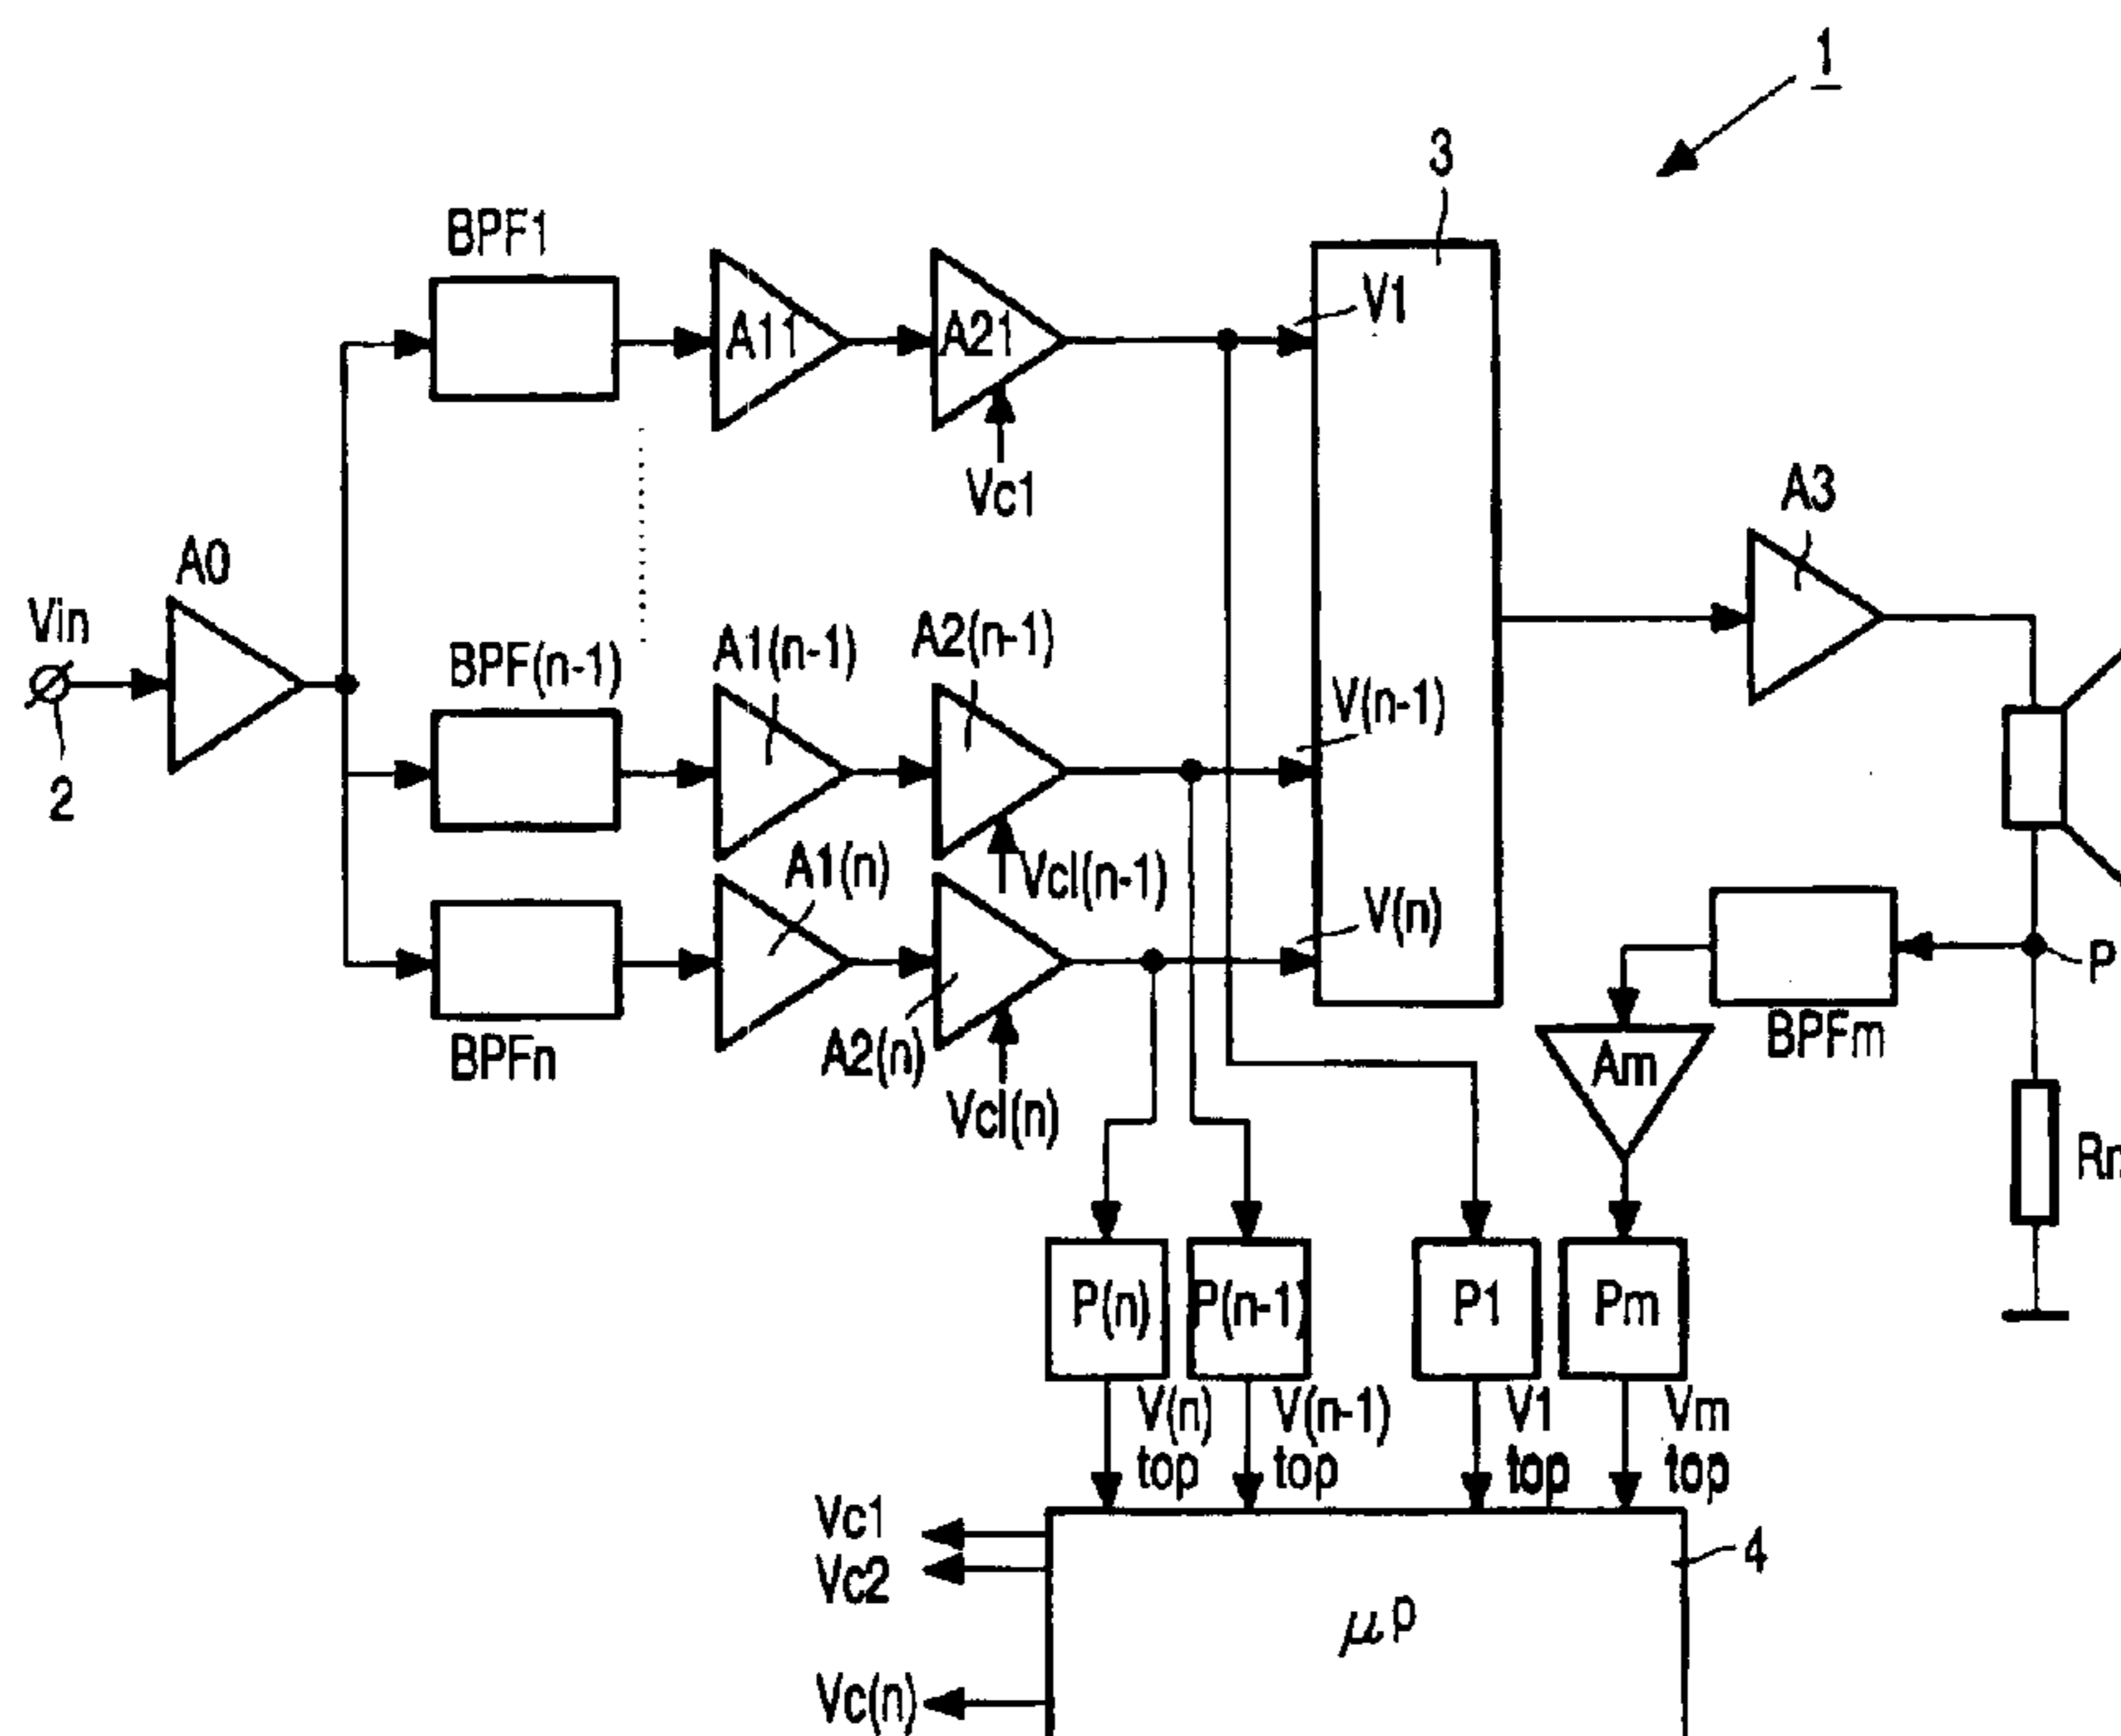 1
3
BPF1
A11
A21
V1
Vc1
A3
A0
Vin
2
BPF(n-1)
A1(n-1)
A2(n-1)
V(n-1)
Vcl(n-1)
A1(n)
V(n)
BPFn
A2(n)
Vcl(n)
BPFm
P
Am
P(n)
P(n-1)
P1
Pm
V(n)
top
V(n-1)
top
V1
top
Vm
top
Vc1
Vc2
Vc(n)
μp
4